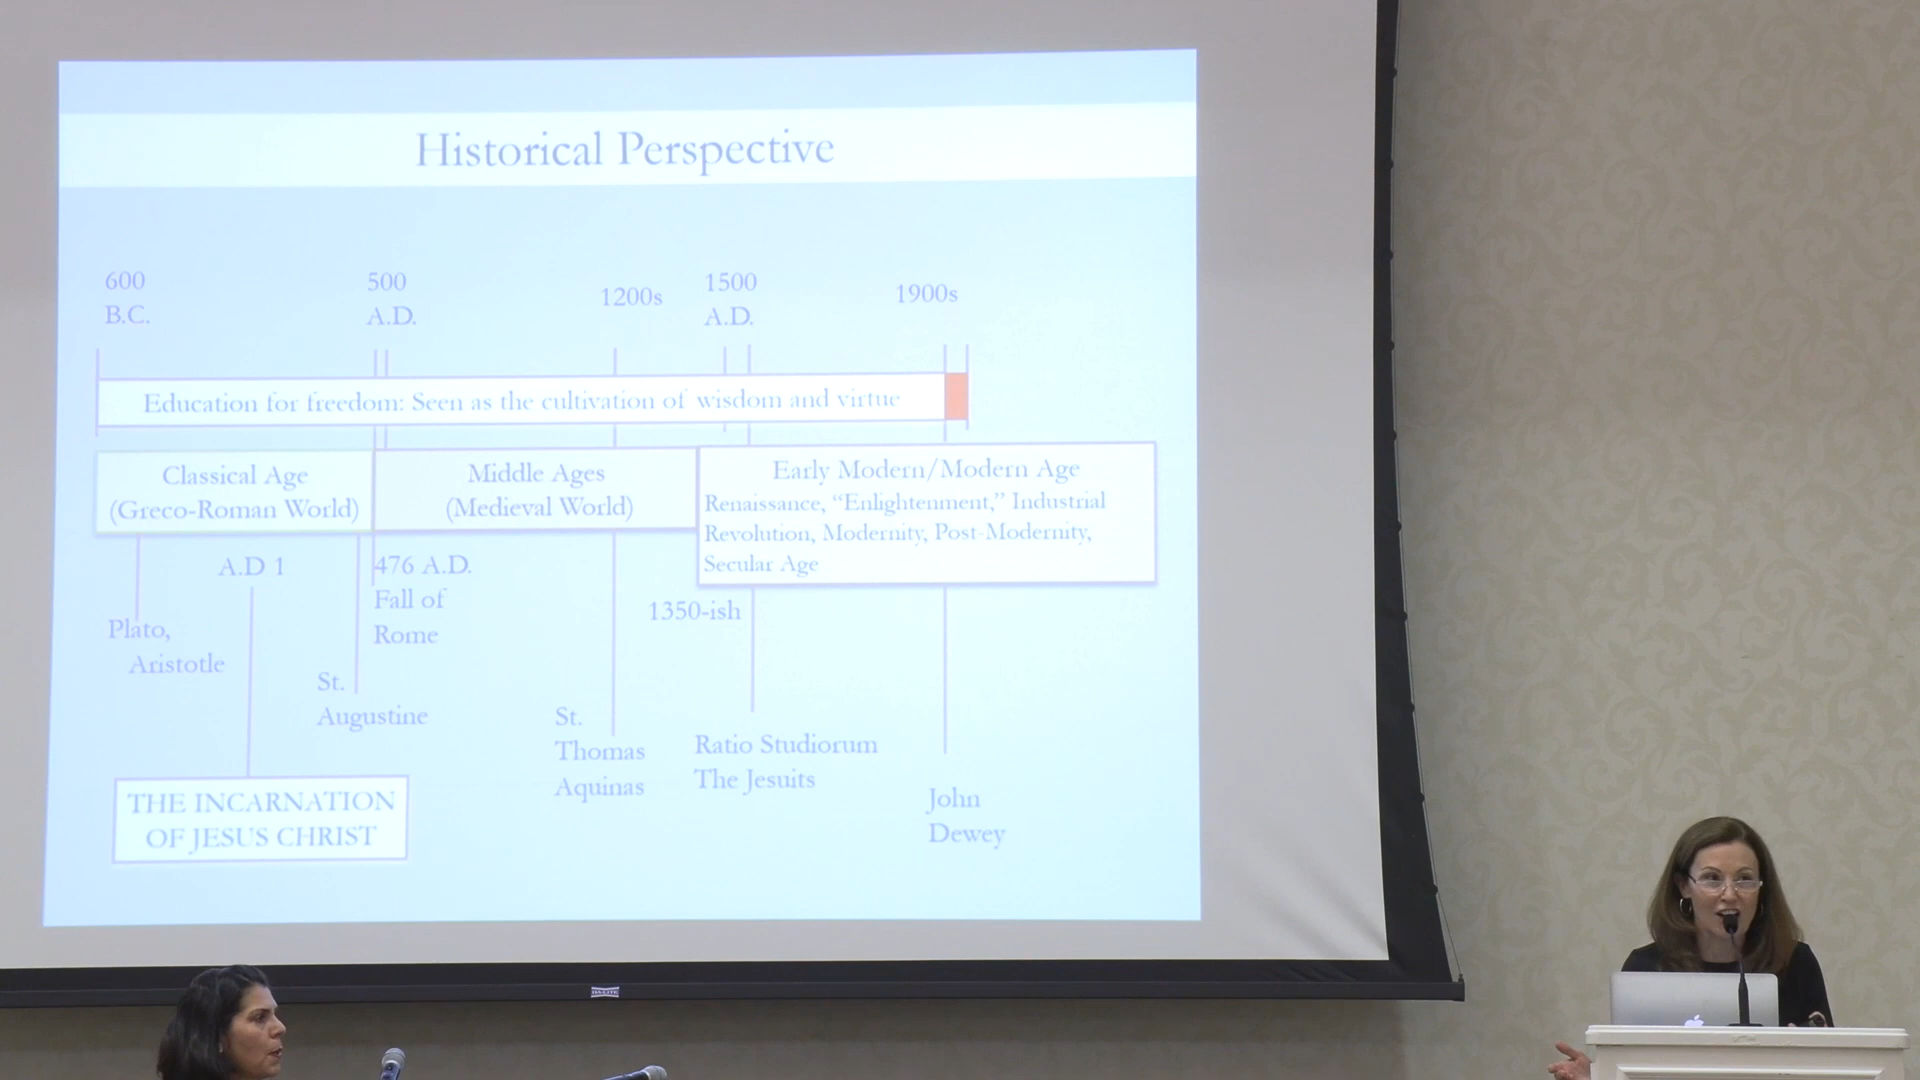 Historical Perspective
600
B.C.
500
A.D.
1200s
1500
A.D.
1900s
Education for freedom: Seen as the cultivation of wisdom and virtue
Classical Age
(Greco-Roman World)
Middle Ages
(Medieval World)
Early Modern/Modern Age
Renaissance, “Enlightenment,” Industrial
Revolution, Modernity, Post-Modernity,
Secular Age
A.D 1
476 A.D.
Fall of
Rome
1350-ish
Plato,
Aristotle
St.
Augustine
St.
Thomas
Aquinas
Ratio Studiorum
The Jesuits
THE INCARNATION
OF JESUS CHRIST
John
Dewey
DA-LITE